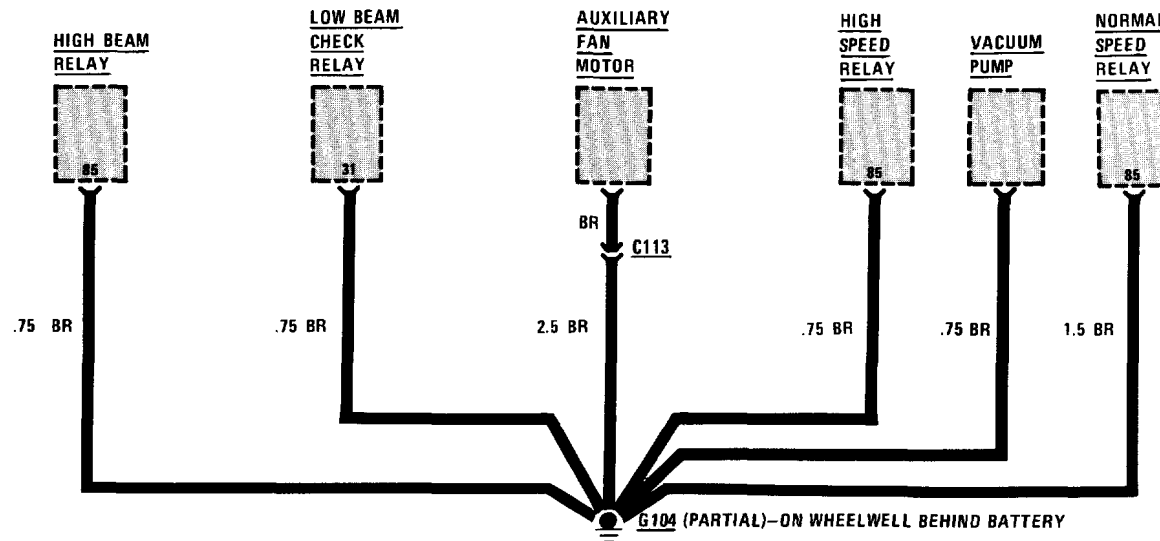 HIGH BEAM
RELAY
LOW BEAM
CHECK
RELAY
AUXILIARY
FAN
MOTOR
HIGH
SPEED
RELAY
VACUUM
PUMP
NORMAL
SPEED
RELAY
85
31
85
85
BR
C113
.75 BR
.75 BR
2.5 BR
.75 BR
.75 BR
1.5 BR
G104 (PARTIAL)–ON WHEELWELL BEHIND BATTERY